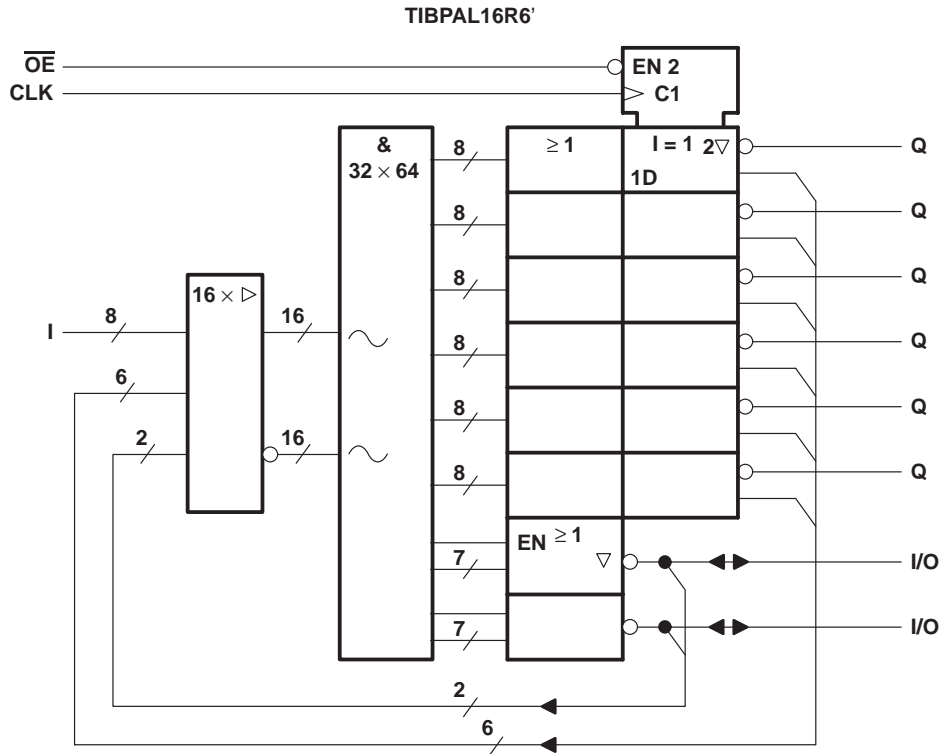 TIBPAL16R6’
OE
EN 2
CLK
C1
&
32 × 64
8
≥ 1
I = 1
2▽
Q
1D
8
Q
8
Q
16 × ▷
I
8
16
8
Q
6
8
Q
2
16
8
Q
EN ≥ 1
▽
7
I/O
7
I/O
2
6